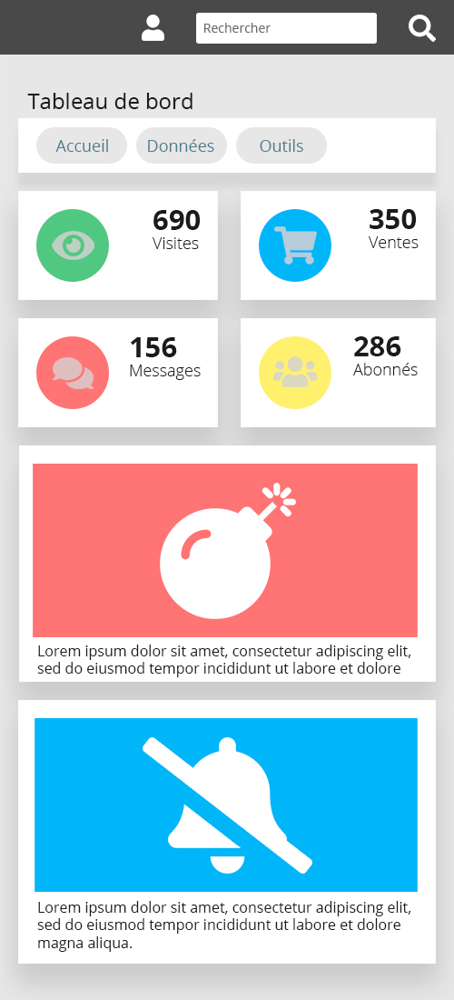 Rechercher
Tableau de bord
Accueil
Données
Outils
690
Visites
350
Ventes
156
Messages
286
Abonnés
Lorem ipsum dolor sit amet, consectetur adipiscing elit,
sed do eiusmod tempor incididunt ut labore et dolore
Lorem ipsum dolor sit amet, consectetur adipiscing elit,
sed do eiusmod tempor incididunt ut labore et dolore
magna aliqua.